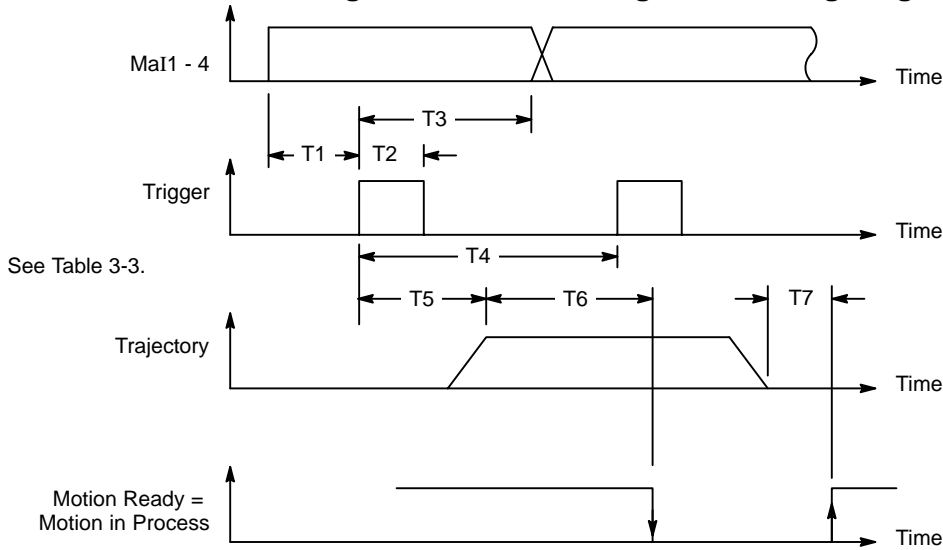 MaI1 - 4
Time
T3
T1
T2
Trigger
Time
T4
See Table 3-3.
T5
T6
T7
Trajectory
Time
Motion Ready =
Motion in Process
Time